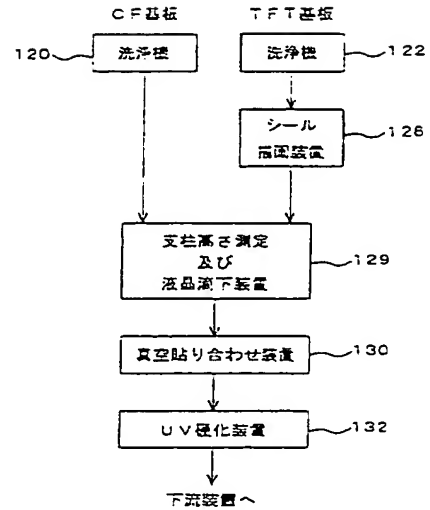 CF基板 TFT基板
120 洗浄機 洗浄機 122
シール
描画装置 126
支柱高さ測定
及び
液晶滴下装置 129
真空貼り合わせ装置 130
UV硬化装置 132
下流装置へ